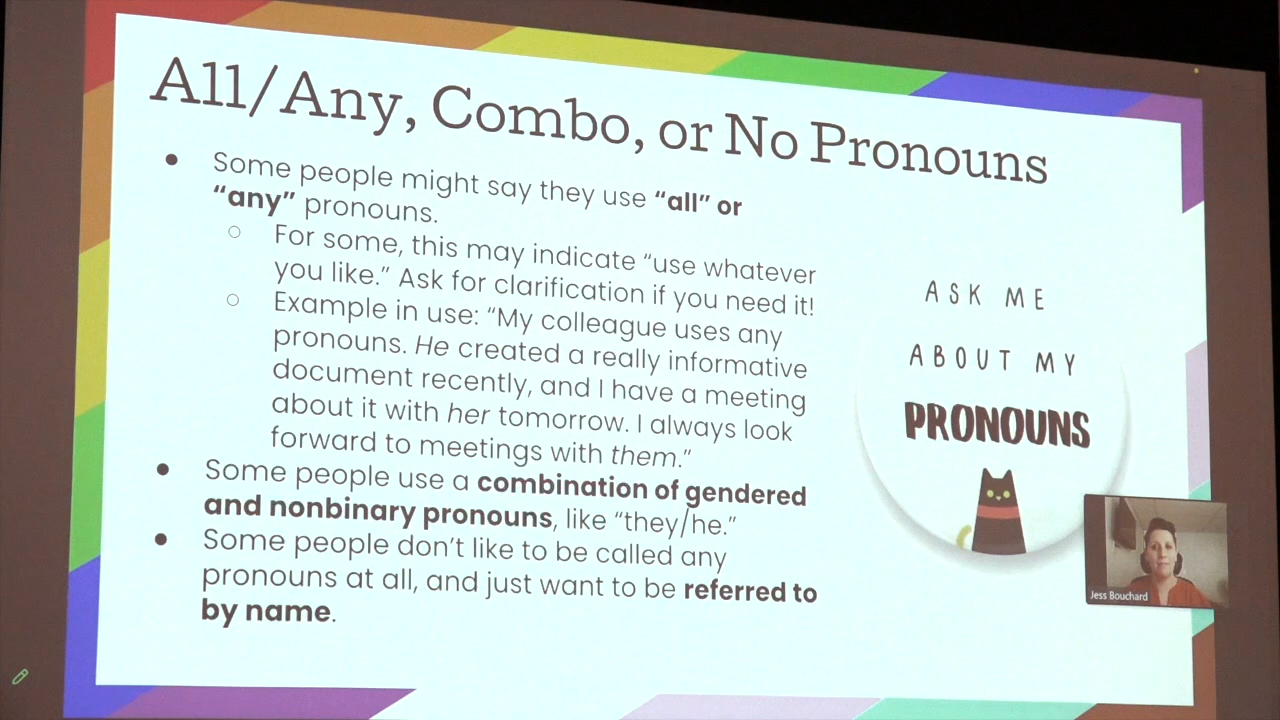 All/Any, Combo, or No Pronouns
● Some people might say they use “all” or
“any” pronouns.
○ For some, this may indicate “use whatever
you like.” Ask for clarification if you need it!
○ Example in use: “My colleague uses any
pronouns. He created a really informative
document recently, and I have a meeting
about it with her tomorrow. I always look
forward to meetings with them.”
● Some people use a combination of gendered
and nonbinary pronouns, like “they/he.”
● Some people don’t like to be called any
pronouns at all, and just want to be referred to
by name.
ASK ME
ABOUT MY
PRONOUNS
Jess Bouchard